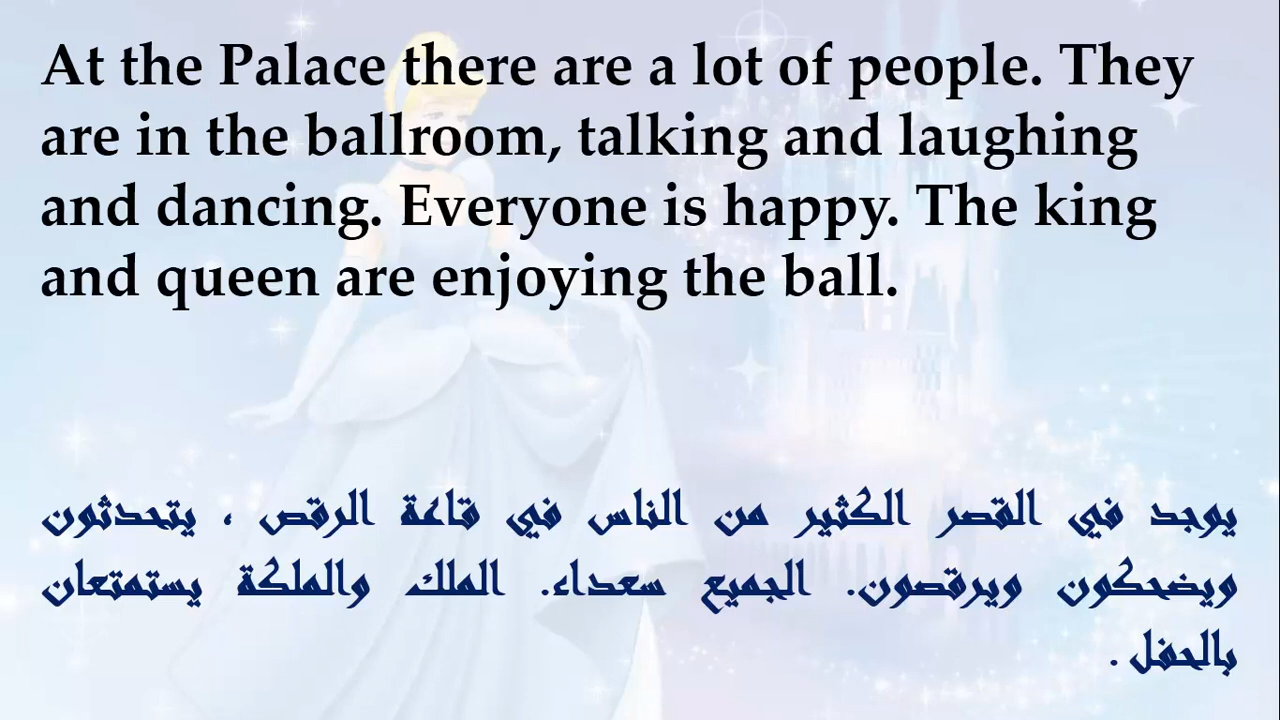 At the Palace there are a lot of people. They
are in the ballroom, talking and laughing
and dancing. Everyone is happy. The king
and queen are enjoying the ball.
يوجد في القصر الكثير من الناس في قاعة الرقص ، يتحدثون
ويضحكون ويرقصون. الجميع سعداء. الملك والملكة يستمتعان
بالحفل .